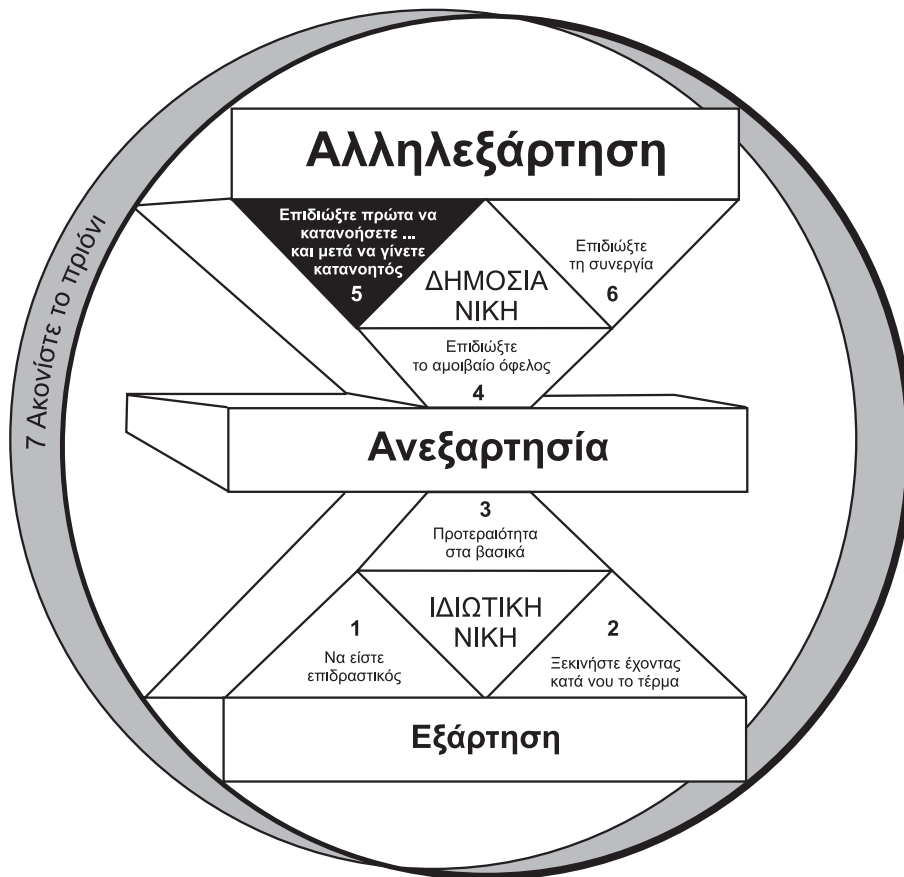 Αλληλεξάρτηση
Επιδιώξτε πρώτα να
κατανοήσετε ...
και μετά να γίνετε
κατανοητός
5
ΔΗΜΟΣΙΑ
ΝΙΚΗ
Επιδιώξτε
τη συνεργία
6
Επιδιώξτε
το αμοιβαίο όφελος
4
7 Ακονίστε το πριόνι
Ανεξαρτησία
3
Προτεραιότητα
στα βασικά
ΙΔΙΩΤΙΚΗ
ΝΙΚΗ
1
Να είστε
επιδραστικός
2
Ξεκινήστε έχοντας
κατά νου το τέρμα
Εξάρτηση